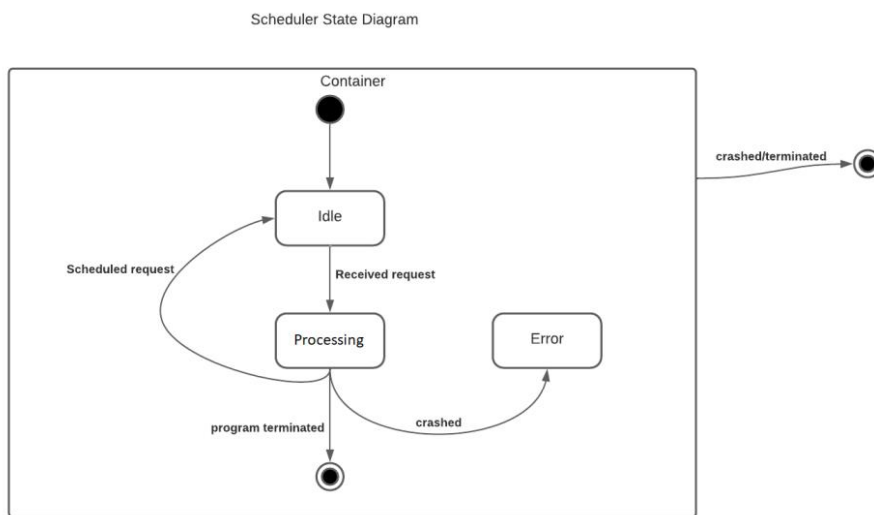 Scheduler State Diagram
Container
crashed/terminated
Idle
Scheduled request
Received request
Processing
Error
crashed
program terminated